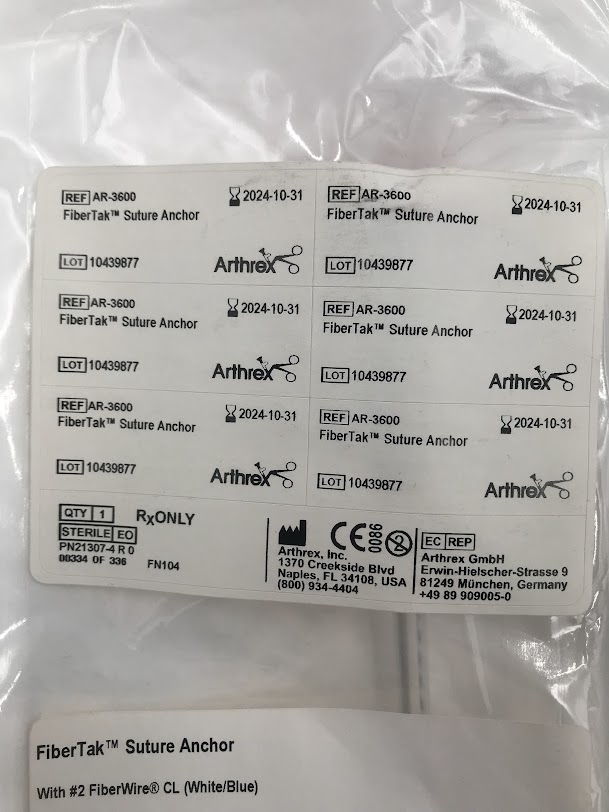 REF AR-3600 2024-10-31
FiberTak™ Suture Anchor
LOT 10439877 Arthrex
REF AR-3600 2024-10-31
FiberTak™ Suture Anchor
LOT 10439877 Arthrex
REF AR-3600 2024-10-31
FiberTak™ Suture Anchor
LOT 10439877 Arthrex
REF AR-3600 2024-10-31
FiberTak™ Suture Anchor
LOT 10439877 Arthrex
REF AR-3600 2024-10-31
FiberTak™ Suture Anchor
LOT 10439877 Arthrex
REF AR-3600 2024-10-31
FiberTak™ Suture Anchor
LOT 10439877 Arthrex
QTY 1 RxONLY
STERILE EO
PN21307-4 R 0
00334 OF 336 FN104
Arthrex, Inc.
1370 Creekside Blvd
Naples, FL 34108, USA
(800) 934-4404
CE 0086 2
EC REP
Arthrex GmbH
Erwin-Hielscher-Strasse 9
81249 München, Germany
+49 89 909005-0
FiberTak™ Suture Anchor
With #2 FiberWire® CL (White/Blue)